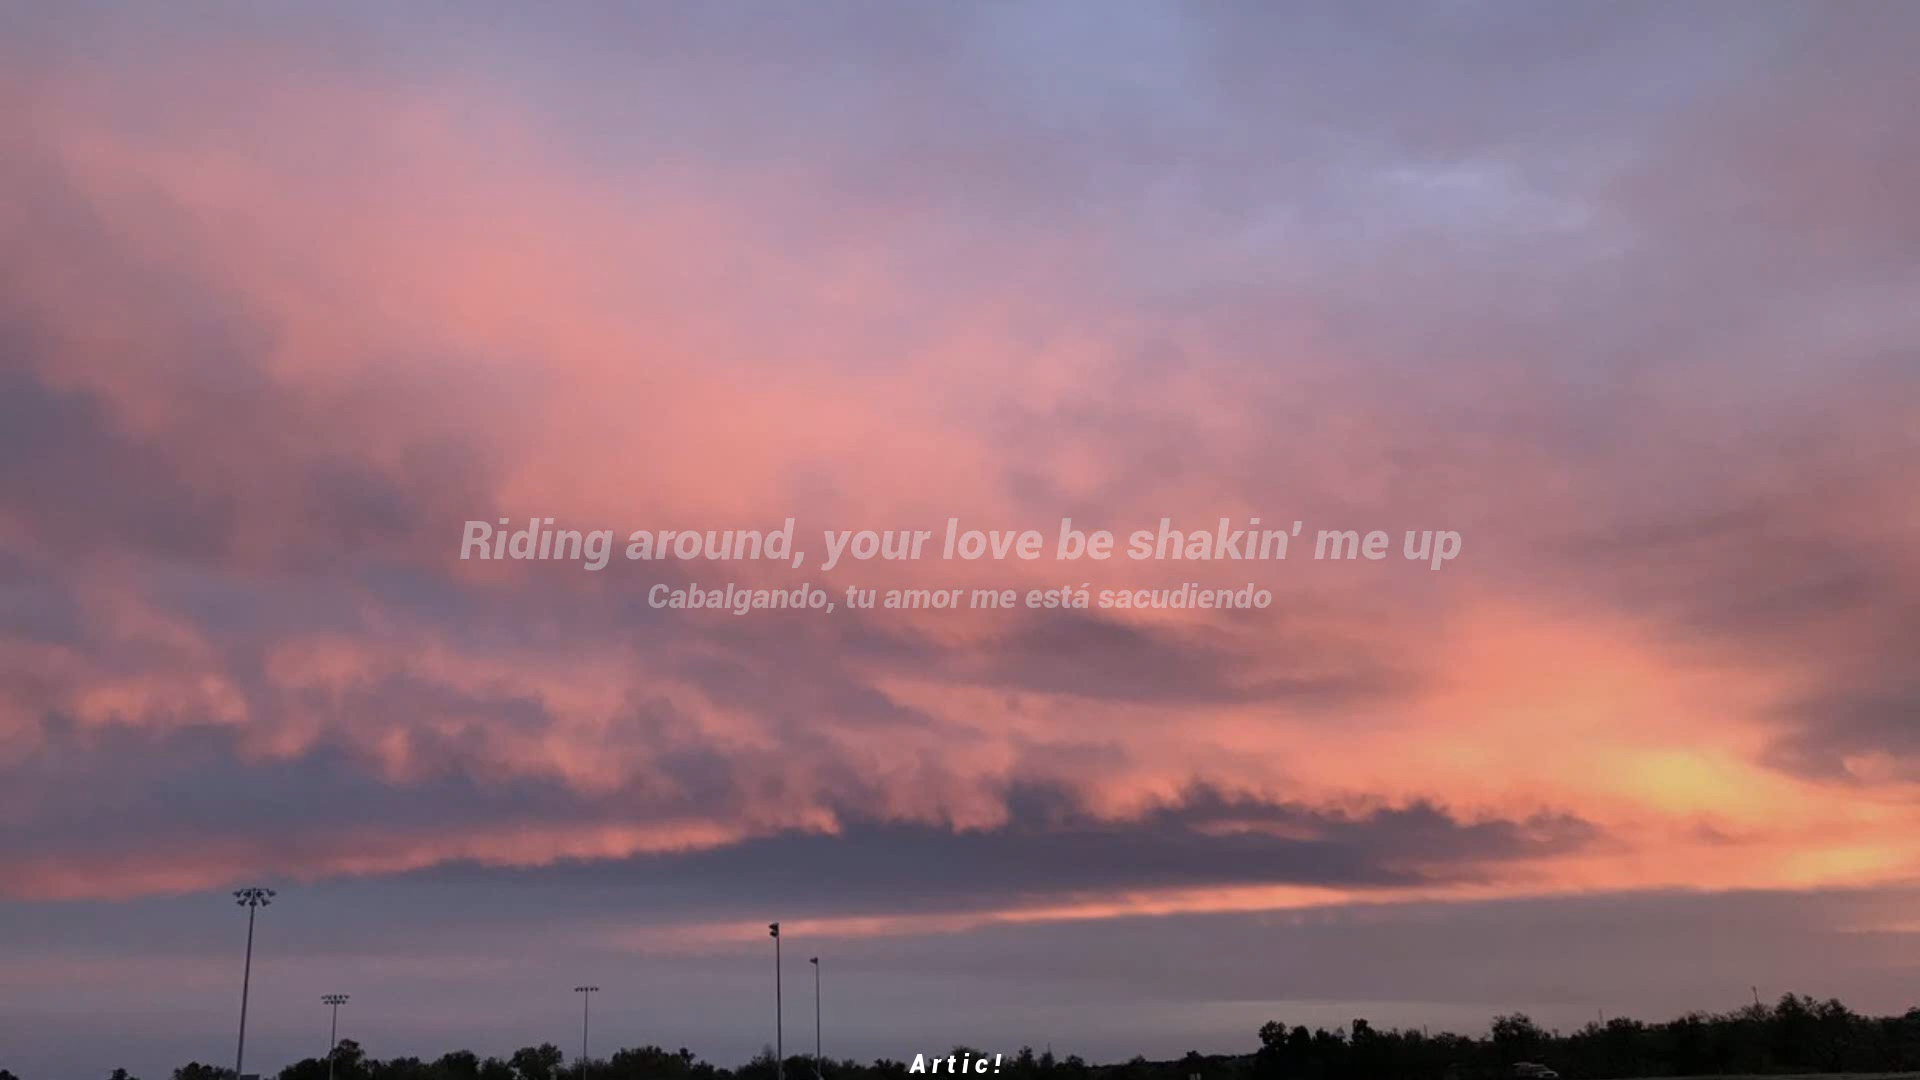 Riding around, your love be shakin' me up
Cabalgando, tu amor me está sacudiendo
Artic!